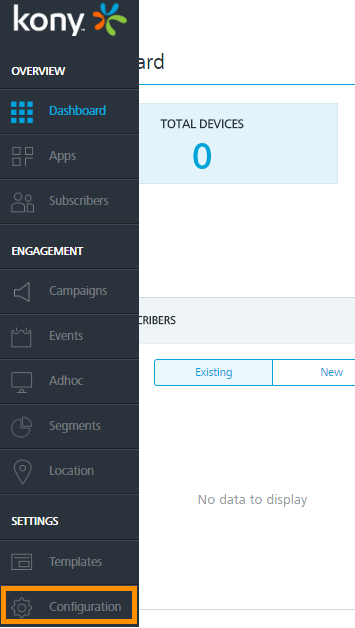 kony
OVERVIEW
Dashboard
Apps
Subscribers
ENGAGEMENT
Campaigns
Events
Adhoc
Segments
Location
SETTINGS
Templates
Configuration
ard
TOTAL DEVICES
0
CRIBERS
Existing New
No data to display